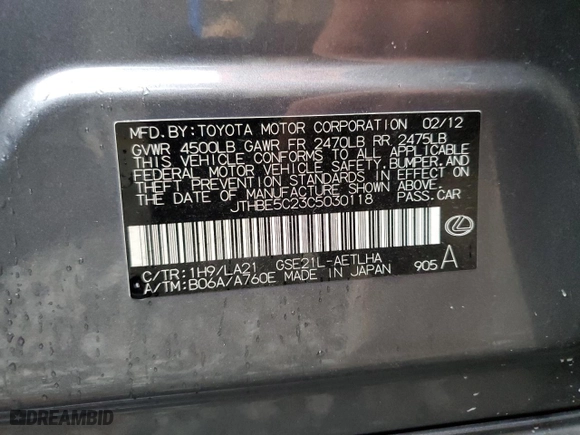 MFD.BY:TOYOTA MOTOR CORPORATION 02/12
GVWR 4500LB GAWR FR 2470LB RR 2475LB
THIS VEHICLE CONFORMS TO ALL APPLICABLE
FEDERAL MOTOR VEHICLE SAFETY,BUMPER,AND
THEFT PREVENTION STANDARDS IN EFFECT ON
THE DATE OF MANUFACTURE SHOWN ABOVE.
JTHBE5C23C5030118 PASS.CAR
GSE21L-AETLHA
C/TR:1H9/LA21
A/TM:B06A/A760E MADE IN JAPAN 905 A
DREAMBID